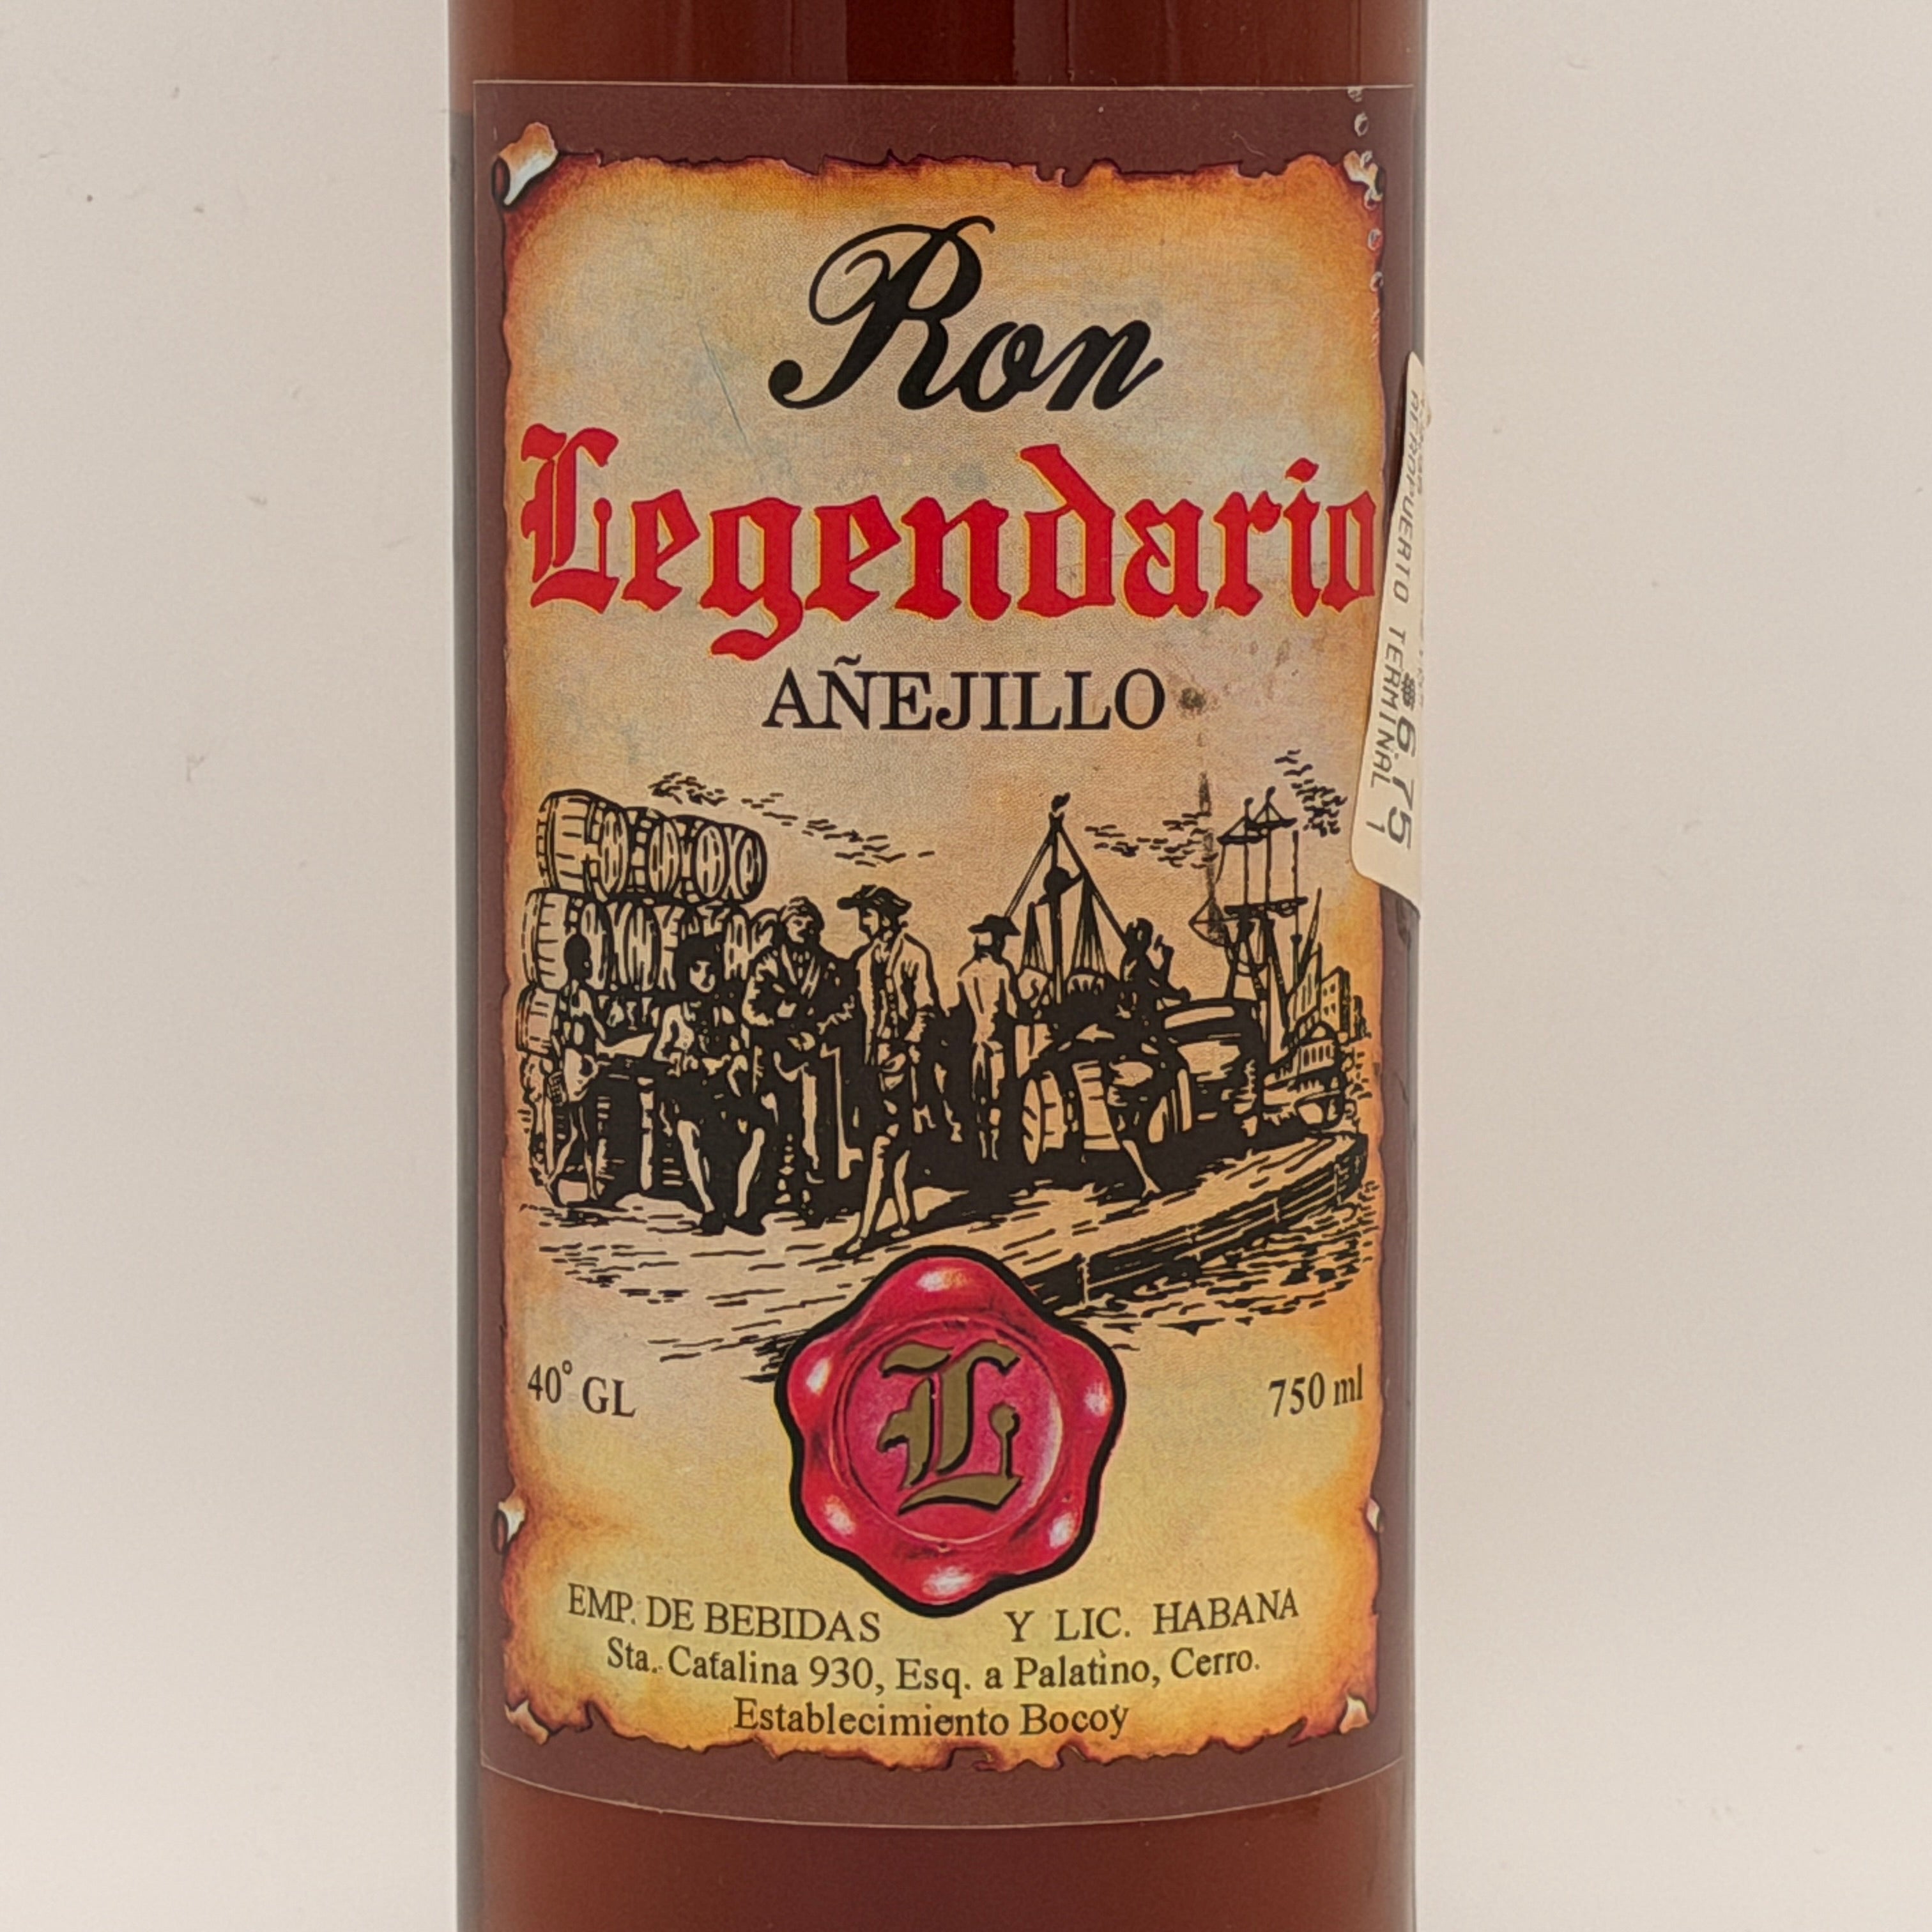 Ron
Legendario
AÑEJILLO
AEROPUERTO TERMINAL 1
$6.75
40° GL
750 ml
L
EMP. DE BEBIDAS Y LIC. HABANA
Sta. Catalina 930, Esq. a Palatino, Cerro.
Establecimiento Bocoy